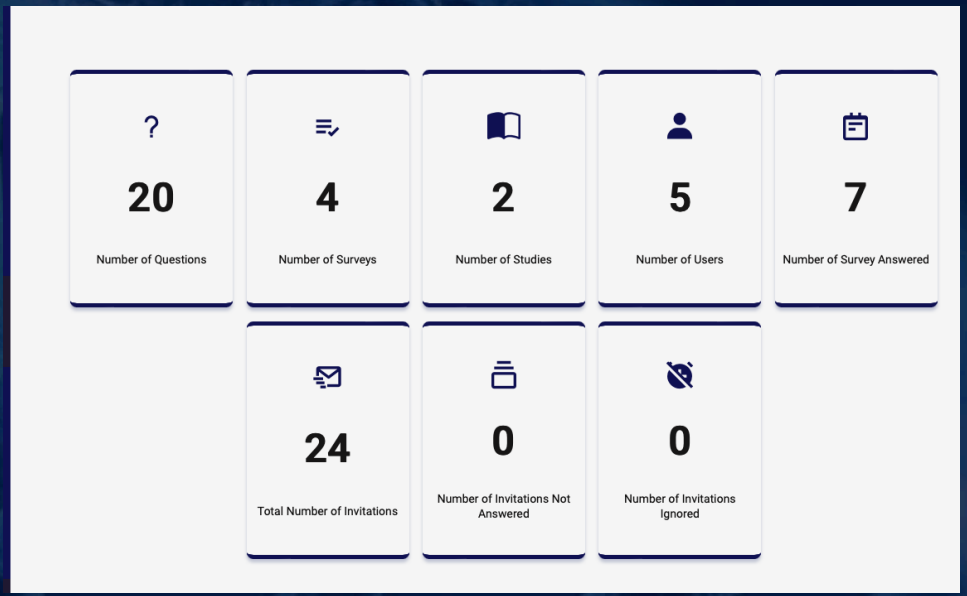 ?
20
4
2
5
7
Number of Questions
Number of Surveys
Number of Studies
Number of Users
Number of Survey Answered
24
0
0
Total Number of Invitations
Number of Invitations Not
Answered
Number of Invitations
Ignored